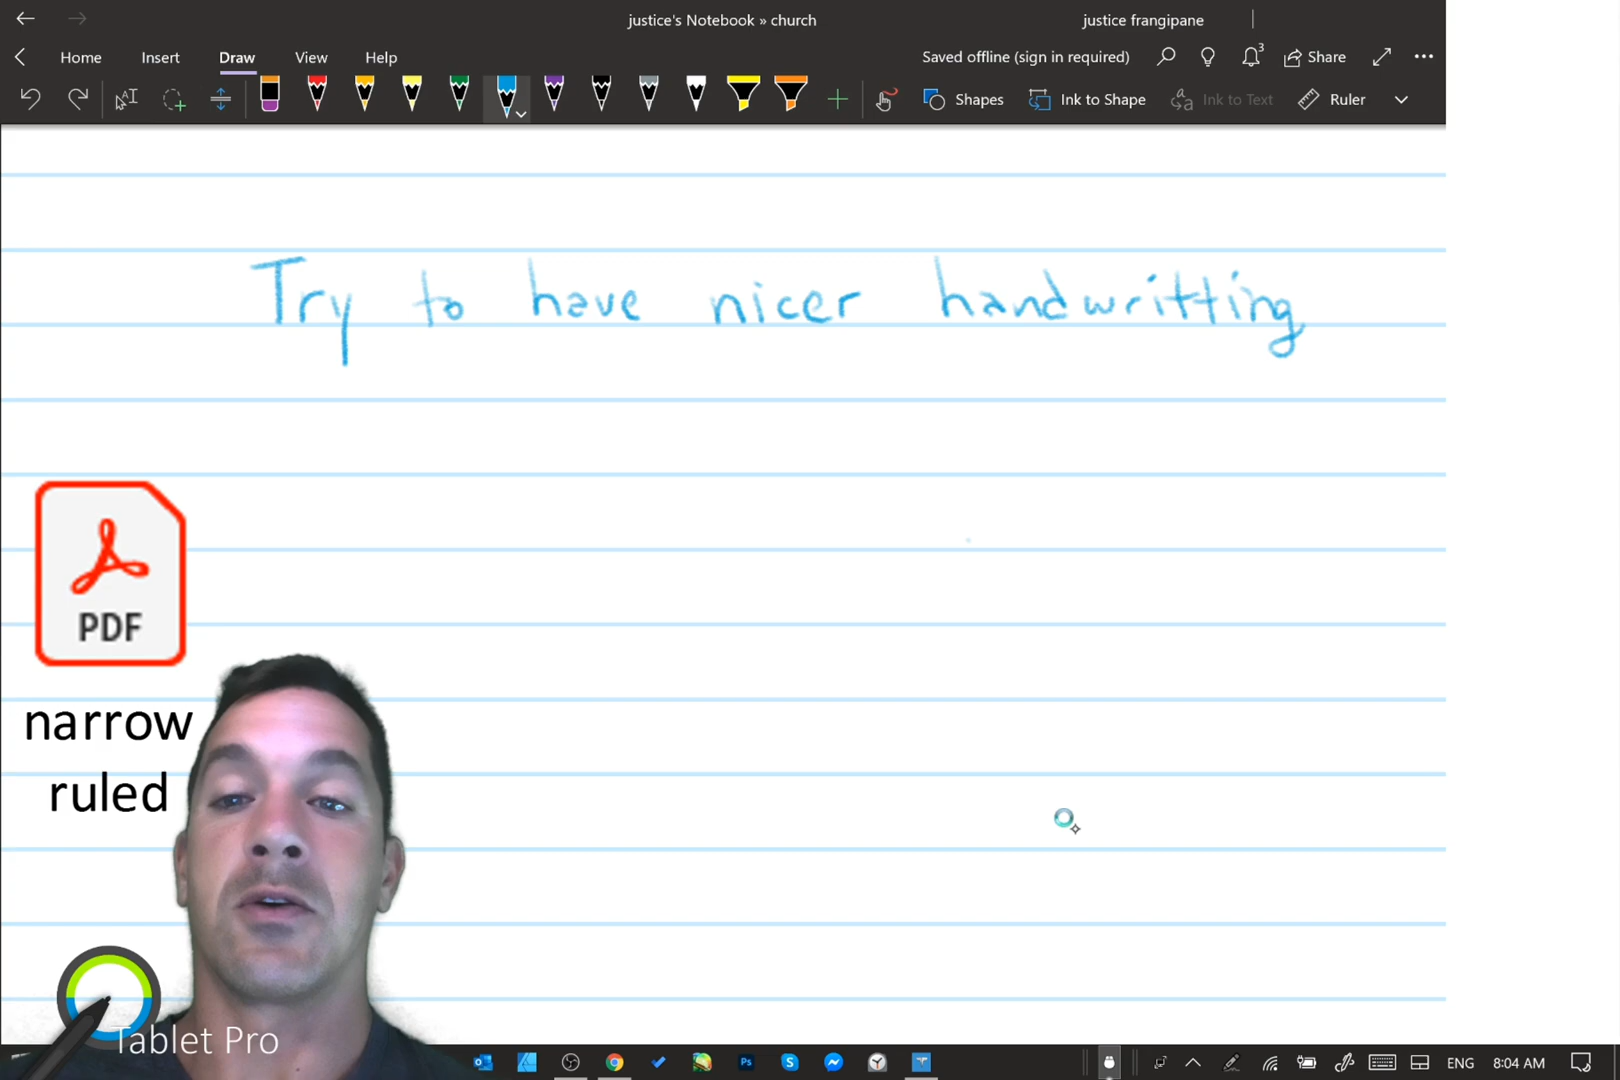 justice's Notebook » church
justice frangipane
Home Insert Draw View Help
Saved offline (sign in required)
3
Share
Shapes
Ink to Shape
Ink to Text
Ruler
Try to have nicer handwritting
PDF
narrow
ruled
Tablet Pro
Ps
ENG
8:04 AM